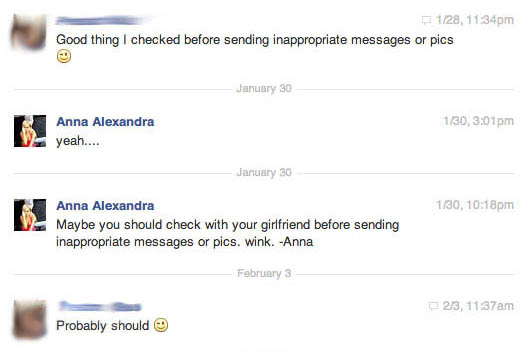 1/28, 11:34pm
Good thing I checked before sending inappropriate messages or pics
January 30
Anna Alexandra 1/30, 3:01pm
yeah....
January 30
Anna Alexandra 1/30, 10:18pm
Maybe you should check with your girlfriend before sending
inappropriate messages or pics. wink. -Anna
February 3
2/3, 11:37am
Probably should